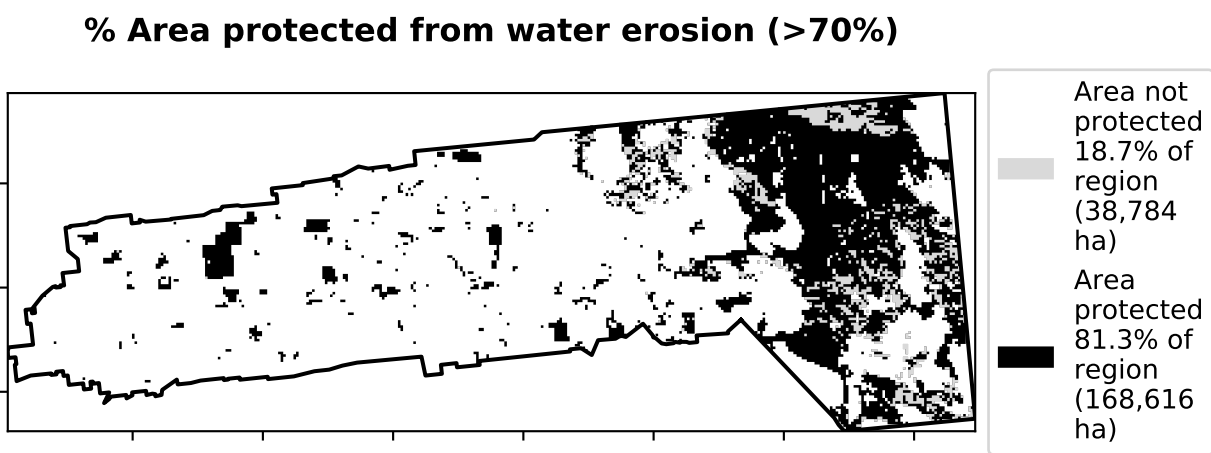 % Area protected from water erosion (>70%)
Area not
protected
18.7% of
region
(38,784
ha)
Area
protected
81.3% of
region
(168,616
ha)